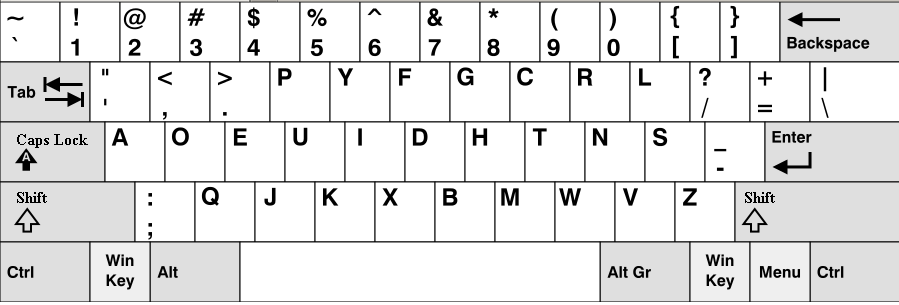 ~ ! @ # $ % ^ & * ( ) { }
` 1 2 3 4 5 6 7 8 9 0 [ ] Backspace
Tab " < > P Y F G C R L ? + |
' , . / = \
Caps Lock A O E U I D H T N S _ Enter
A -
Shift : Q J K X B M W V Z Shift
;
Ctrl Win Key Alt Alt Gr Win Key Menu Ctrl